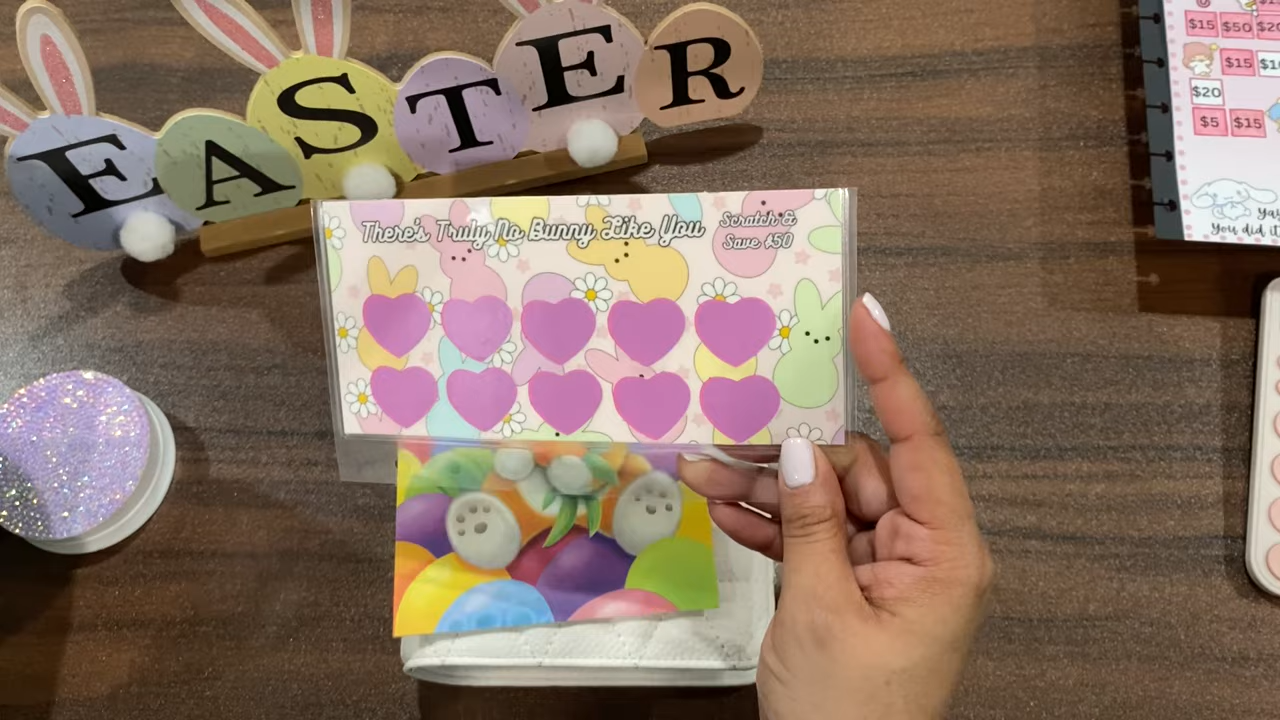 EASTER
There's Truly No Bunny Like You
Scratch &
Save $50
$15 $50
$15
$20
$5 $15
You did it